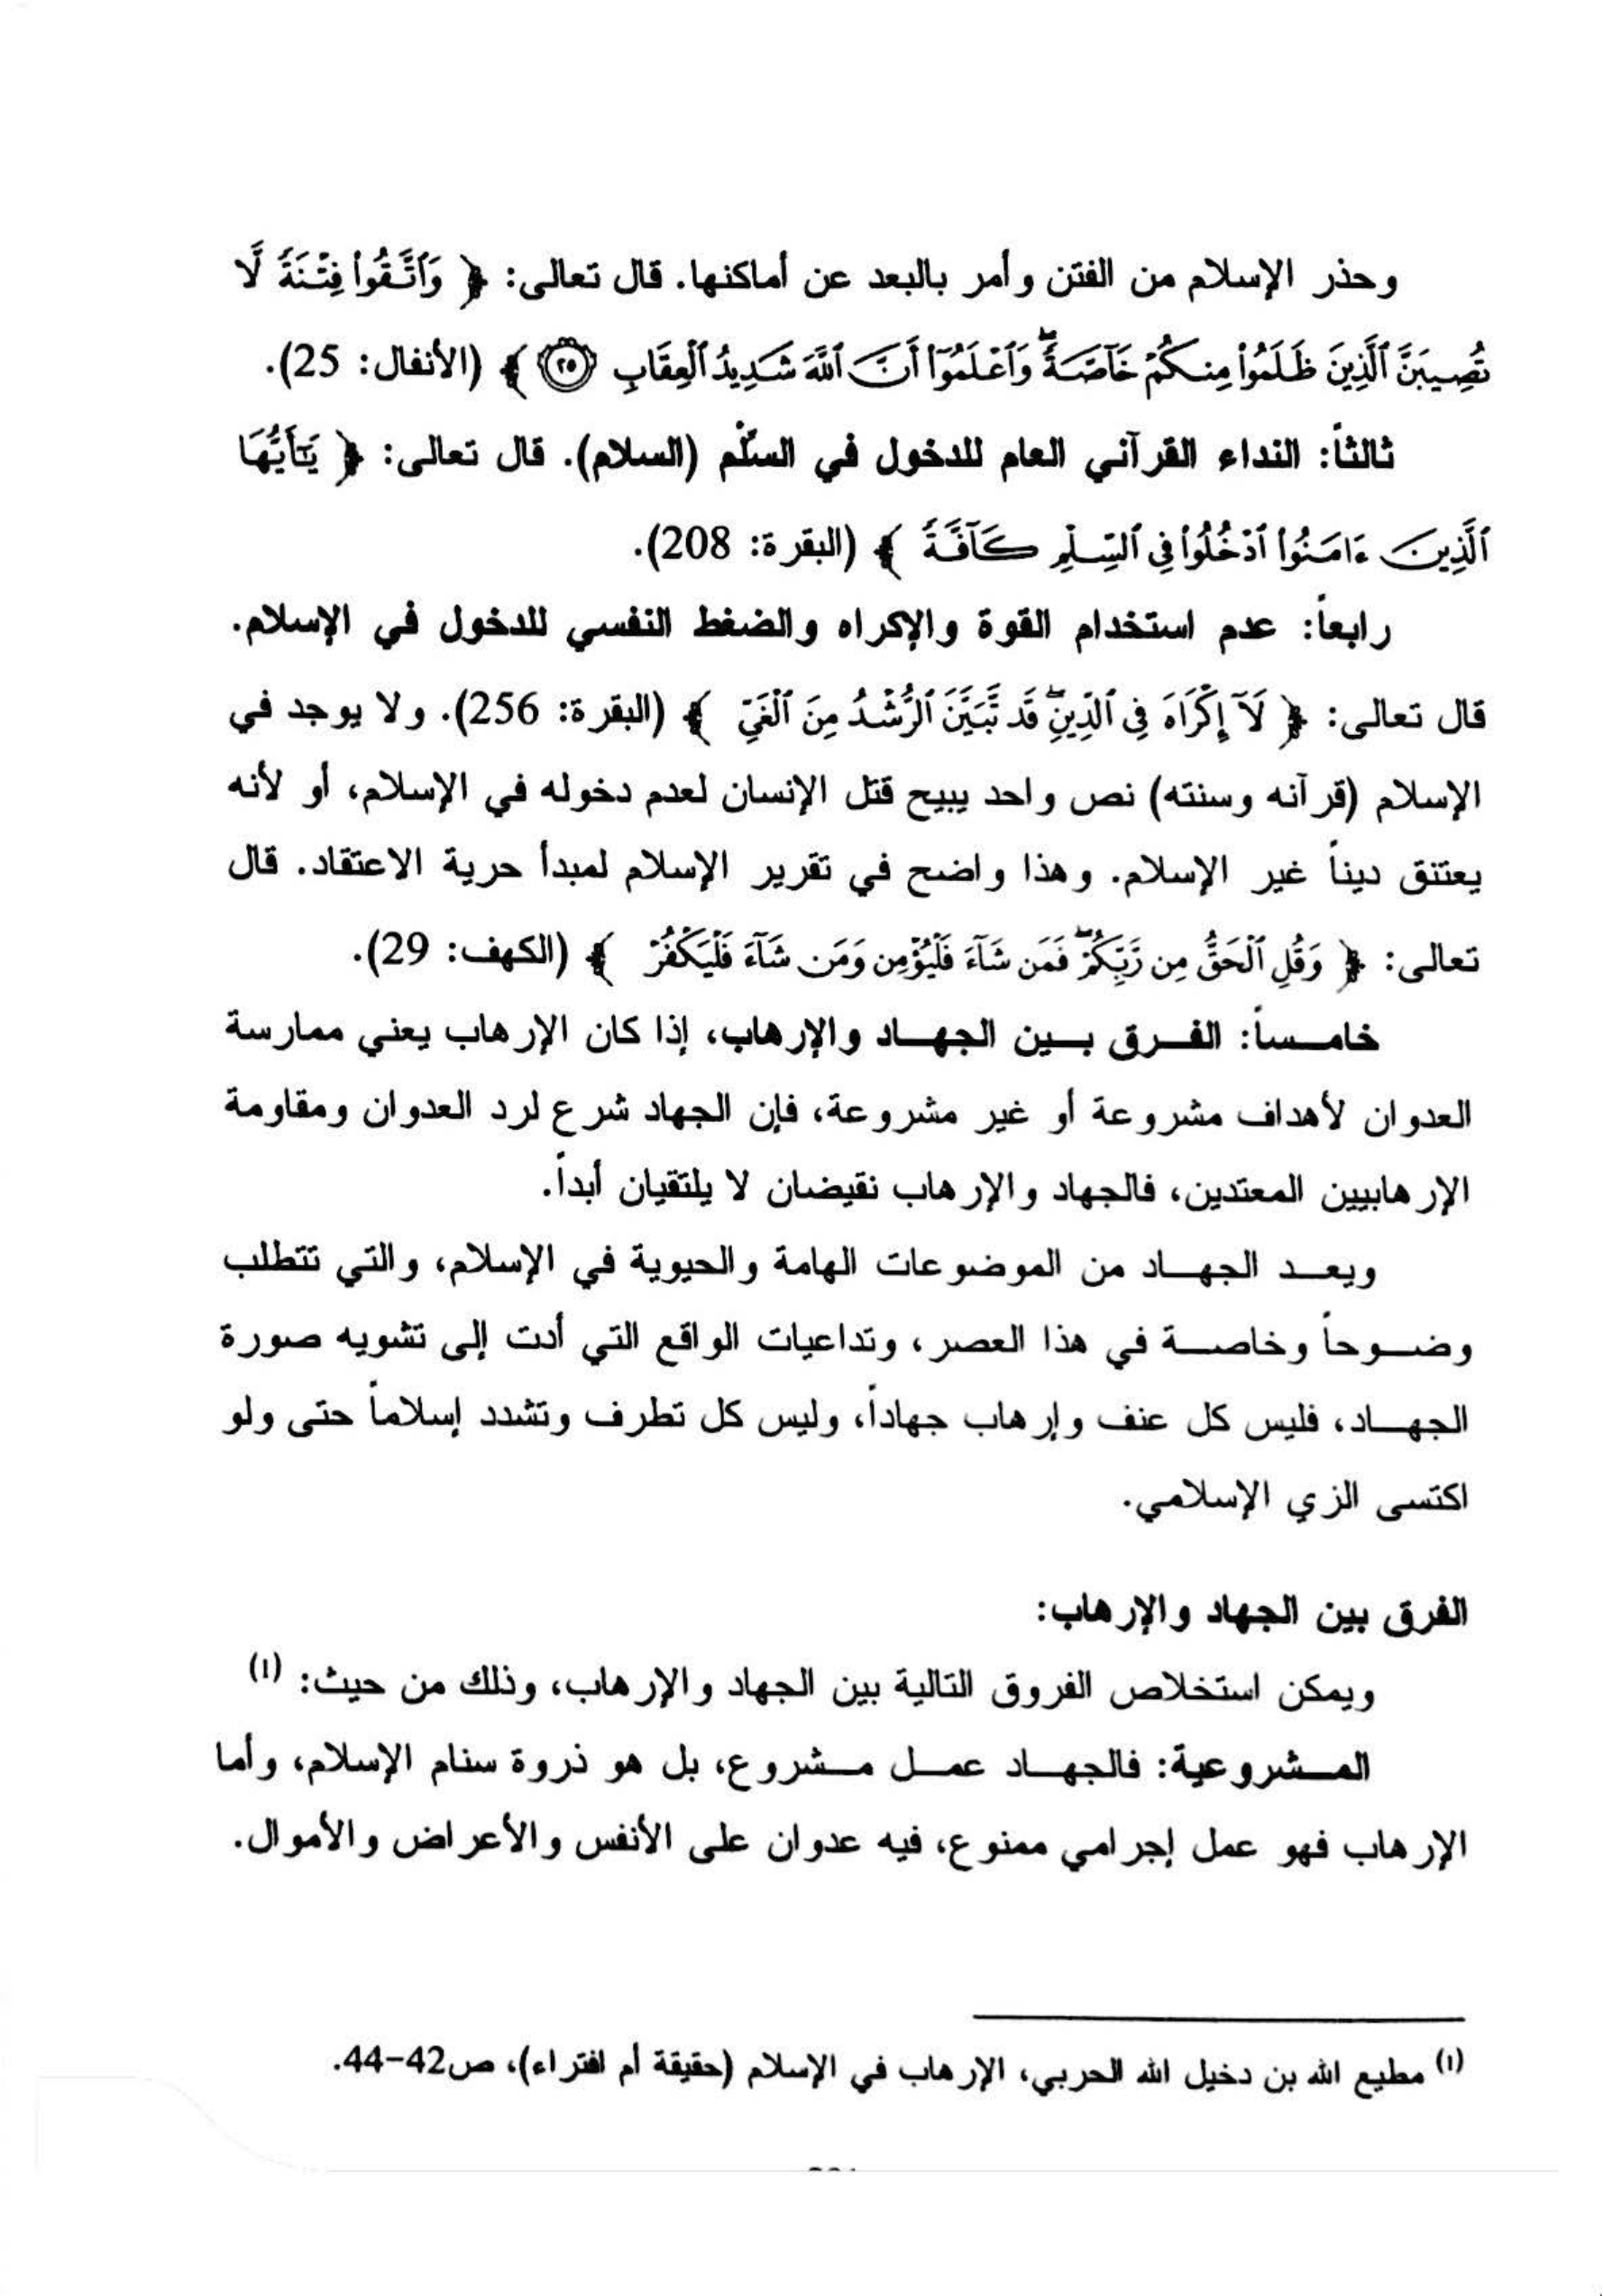 وحذر الإسلام من الفتن وأمر بالبعد عن أماكنها. قال تعالى: ﴿ وَٱتَّقُوا۟ فِتْنَةً لَّا
تُصِيبَنَّ ٱلَّذِينَ ظَلَمُوا۟ مِنكُمْ خَآصَّةً ۖ وَٱعْلَمُوٓا۟ أَنَّ ٱللَّهَ شَدِيدُ ٱلْعِقَابِ ٢٥ ﴾ (الأنفال: 25).
ثالثاً: النداء القرآني العام للدخول في السلّم (السلام). قال تعالى: ﴿ يَـٰٓأَيُّهَا
ٱلَّذِينَ ءَامَنُوا۟ ٱدْخُلُوا۟ فِى ٱلسِّلْمِ كَآفَّةً ﴾ (البقرة: 208).
رابعاً: عدم استخدام القوة والإكراه والضغط النفسي للدخول في الإسلام.
قال تعالى: ﴿ لَآ إِكْرَاهَ فِى ٱلدِّينِ ۖ قَد تَّبَيَّنَ ٱلرُّشْدُ مِنَ ٱلْغَىِّ ﴾ (البقرة: 256). ولا يوجد في
الإسلام (قرآنه وسنته) نص واحد يبيح قتل الإنسان لعدم دخوله في الإسلام، أو لأنه
يعتنق ديناً غير الإسلام. وهذا واضح في تقرير الإسلام لمبدأ حرية الاعتقاد. قال
تعالى: ﴿ وَقُلِ ٱلْحَقُّ مِن رَّبِّكُمْ ۖ فَمَن شَآءَ فَلْيُؤْمِن وَمَن شَآءَ فَلْيَكْفُرْ ﴾ (الكهف: 29).
خامساً: الفرق بين الجهاد والإرهاب، إذا كان الإرهاب يعني ممارسة
العدوان لأهداف مشروعة أو غير مشروعة، فإن الجهاد شرع لرد العدوان ومقاومة
الإرهابيين المعتدين، فالجهاد والإرهاب نقيضان لا يلتقيان أبداً.
ويعد الجهاد من الموضوعات الهامة والحيوية في الإسلام، والتي تتطلب
وضوحاً وخاصة في هذا العصر، وتداعيات الواقع التي أدت إلى تشويه صورة
الجهاد، فليس كل عنف وإرهاب جهاداً، وليس كل تطرف وتشدد إسلاماً حتى ولو
اكتسى الزي الإسلامي.
الفرق بين الجهاد والإرهاب:
ويمكن استخلاص الفروق التالية بين الجهاد والإرهاب، وذلك من حيث: (١)
المشروعية: فالجهاد عمل مشروع، بل هو ذروة سنام الإسلام، وأما
الإرهاب فهو عمل إجرامي ممنوع، فيه عدوان على الأنفس والأعراض والأموال.
(١) مطيع الله بن دخيل الله الحربي، الإرهاب في الإسلام (حقيقة أم افتراء)، ص42-44.